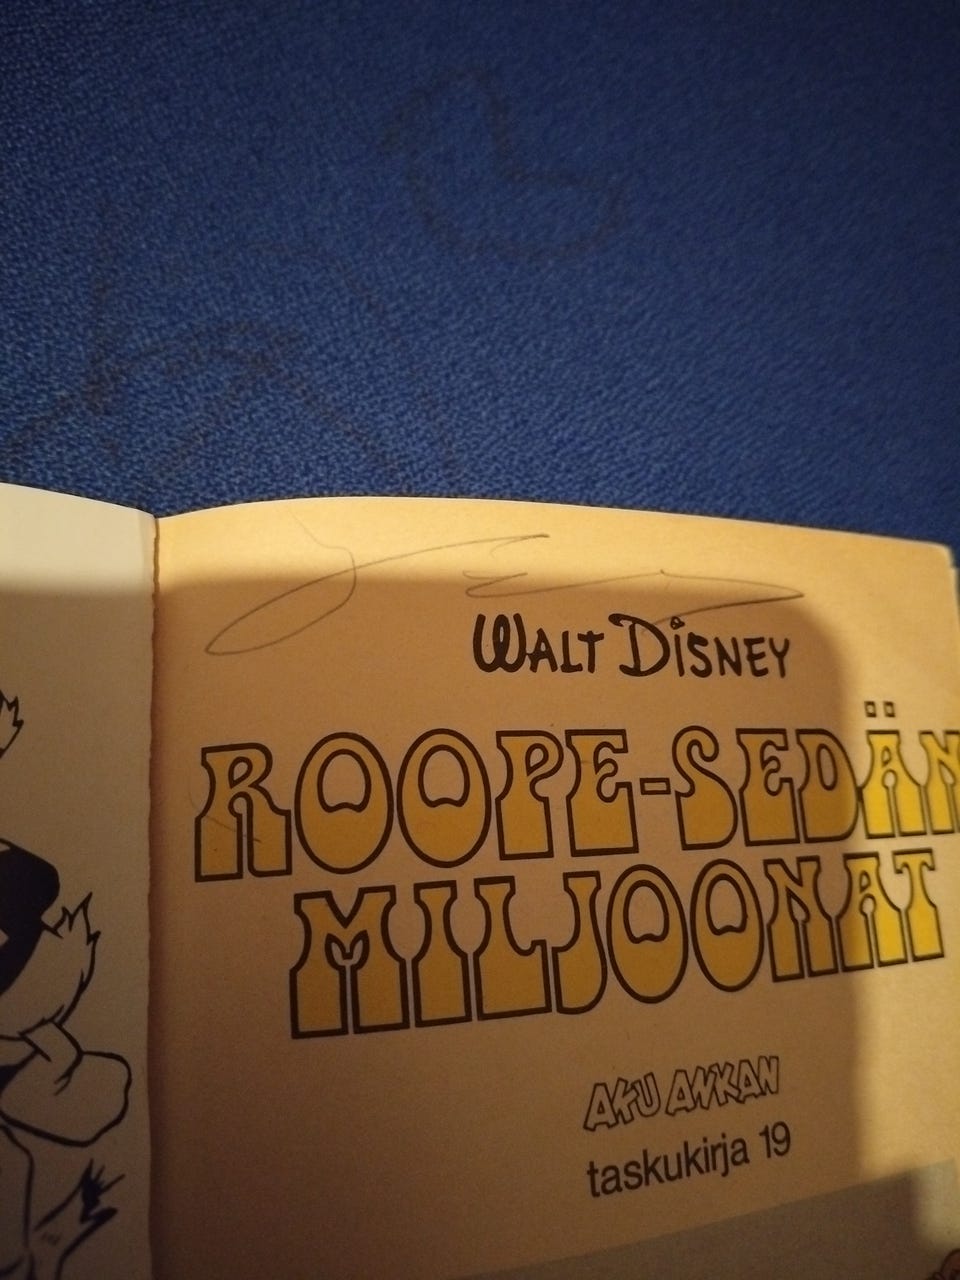 WALT DISNEY
ROOPE-SEDÄN
MILJOONAT
AKU ANKAN
taskukirja 19